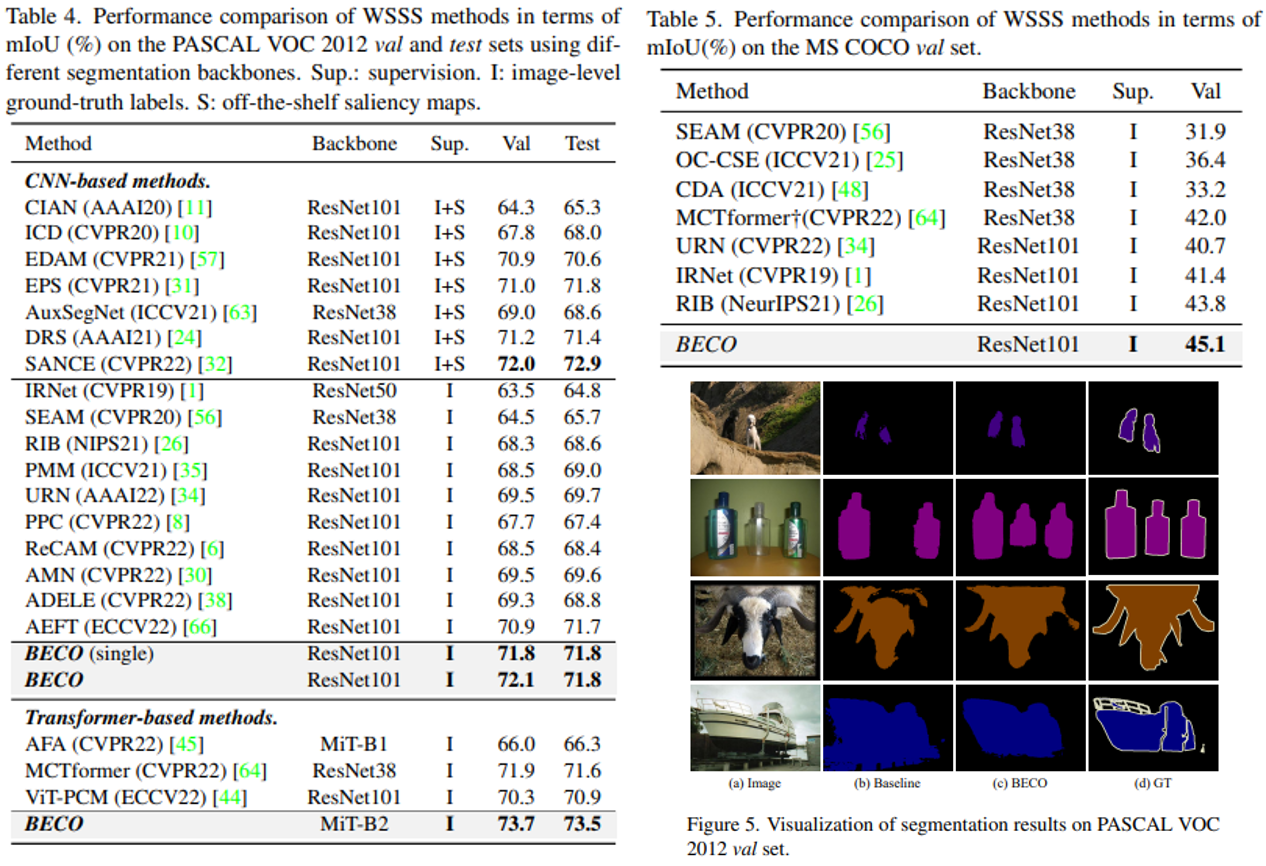 Table 4. Performance comparison of WSSS methods in terms of
mIoU (%) on the PASCAL VOC 2012 val and test sets using dif-
ferent segmentation backbones. Sup.: supervision. I: image-level
ground-truth labels. S: off-the-shelf saliency maps.
Method Backbone Sup. Val Test
CNN-based methods.
CIAN (AAAI20) [11] ResNet101 I+S 64.3 65.3
ICD (CVPR20) [10] ResNet101 I+S 67.8 68.0
EDAM (CVPR21) [57] ResNet101 I+S 70.9 70.6
EPS (CVPR21) [31] ResNet101 I+S 71.0 71.8
AuxSegNet (ICCV21) [63] ResNet38 I+S 69.0 68.6
DRS (AAAI21) [24] ResNet101 I+S 71.2 71.4
SANCE (CVPR22) [32] ResNet101 I+S 72.0 72.9
IRNet (CVPR19) [1] ResNet50 I 63.5 64.8
SEAM (CVPR20) [56] ResNet38 I 64.5 65.7
RIB (NIPS21) [26] ResNet101 I 68.3 68.6
PMM (ICCV21) [35] ResNet101 I 68.5 69.0
URN (AAAI22) [34] ResNet101 I 69.5 69.7
PPC (CVPR22) [8] ResNet101 I 67.7 67.4
ReCAM (CVPR22) [6] ResNet101 I 68.5 68.4
AMN (CVPR22) [30] ResNet101 I 69.5 69.6
ADELE (CVPR22) [38] ResNet101 I 69.3 68.8
AEFT (ECCV22) [66] ResNet101 I 70.9 71.7
BECO (single) ResNet101 I 71.8 71.8
BECO ResNet101 I 72.1 71.8
Transformer-based methods.
AFA (CVPR22) [45] MiT-B1 I 66.0 66.3
MCTformer (CVPR22) [64] ResNet38 I 71.9 71.6
ViT-PCM (ECCV22) [44] ResNet101 I 70.3 70.9
BECO MiT-B2 I 73.7 73.5
Table 5. Performance comparison of WSSS methods in terms of
mIoU(%) on the MS COCO val set.
Method Backbone Sup. Val
SEAM (CVPR20) [56] ResNet38 I 31.9
OC-CSE (ICCV21) [25] ResNet38 I 36.4
CDA (ICCV21) [48] ResNet38 I 33.2
MCTformer†(CVPR22) [64] ResNet38 I 42.0
URN (CVPR22) [34] ResNet101 I 40.7
IRNet (CVPR19) [1] ResNet101 I 41.4
RIB (NeurIPS21) [26] ResNet101 I 43.8
BECO ResNet101 I 45.1
(a) Image (b) Baseline (c) BECO (d) GT
Figure 5. Visualization of segmentation results on PASCAL VOC
2012 val set.